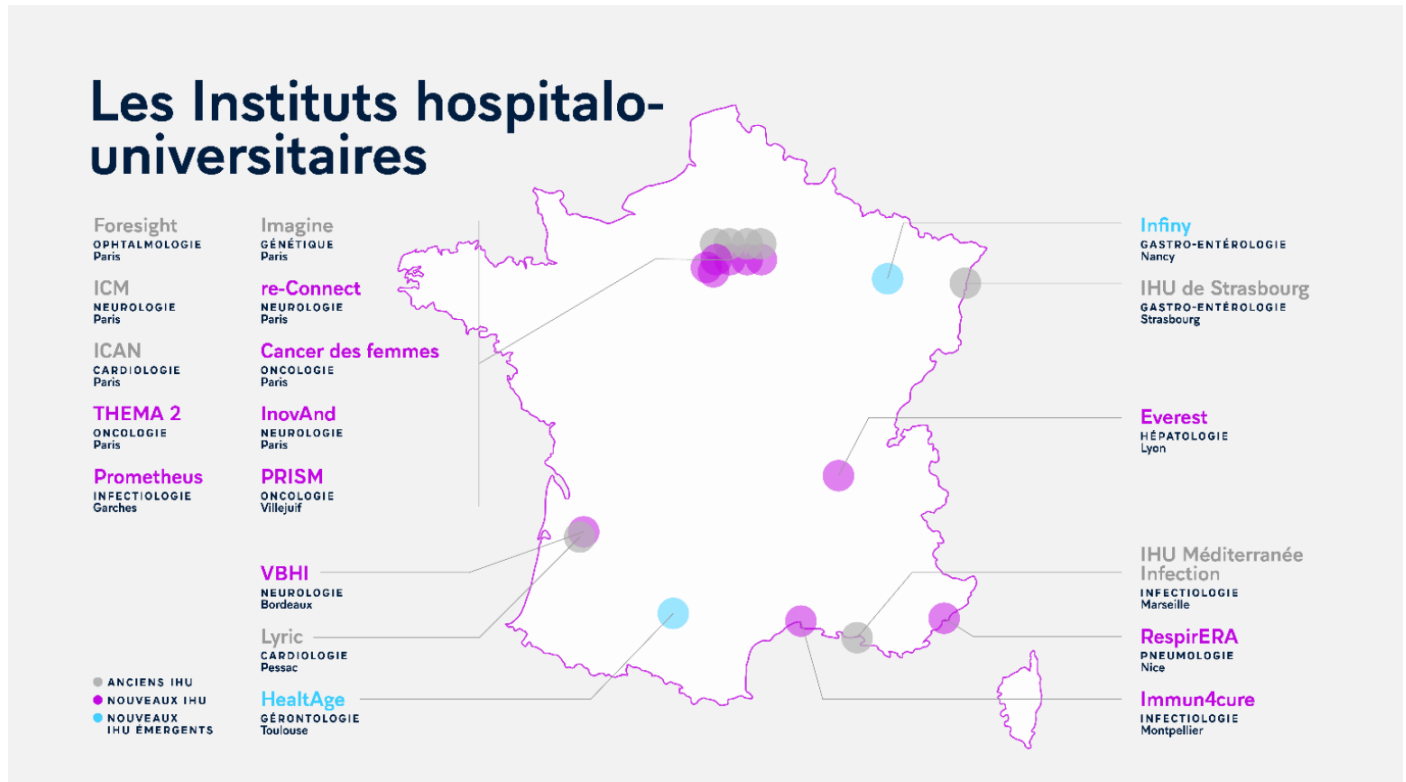 Les Instituts hospitalo-
universitaires
Foresight
OPHTALMOLOGIE
Paris
Imagine
GÉNÉTIQUE
Paris
ICM
NEUROLOGIE
Paris
re-Connect
NEUROLOGIE
Paris
ICAN
CARDIOLOGIE
Paris
Cancer des femmes
ONCOLOGIE
Paris
THEMA 2
ONCOLOGIE
Paris
InovAnd
NEUROLOGIE
Paris
Prometheus
INFECTIOLOGIE
Garches
PRISM
ONCOLOGIE
Villejuif
VBHI
NEUROLOGIE
Bordeaux
Lyric
CARDIOLOGIE
Pessac
HealtAge
GÉRONTOLOGIE
Toulouse
ANCIENS IHU
NOUVEAUX IHU
NOUVEAUX
IHU ÉMERGENTS
Infiny
GASTRO-ENTÉROLOGIE
Nancy
IHU de Strasbourg
GASTRO-ENTÉROLOGIE
Strasbourg
Everest
HÉPATOLOGIE
Lyon
IHU Méditerranée
Infection
INFECTIOLOGIE
Marseille
RespirERA
PNEUMOLOGIE
Nice
Immun4cure
INFECTIOLOGIE
Montpellier